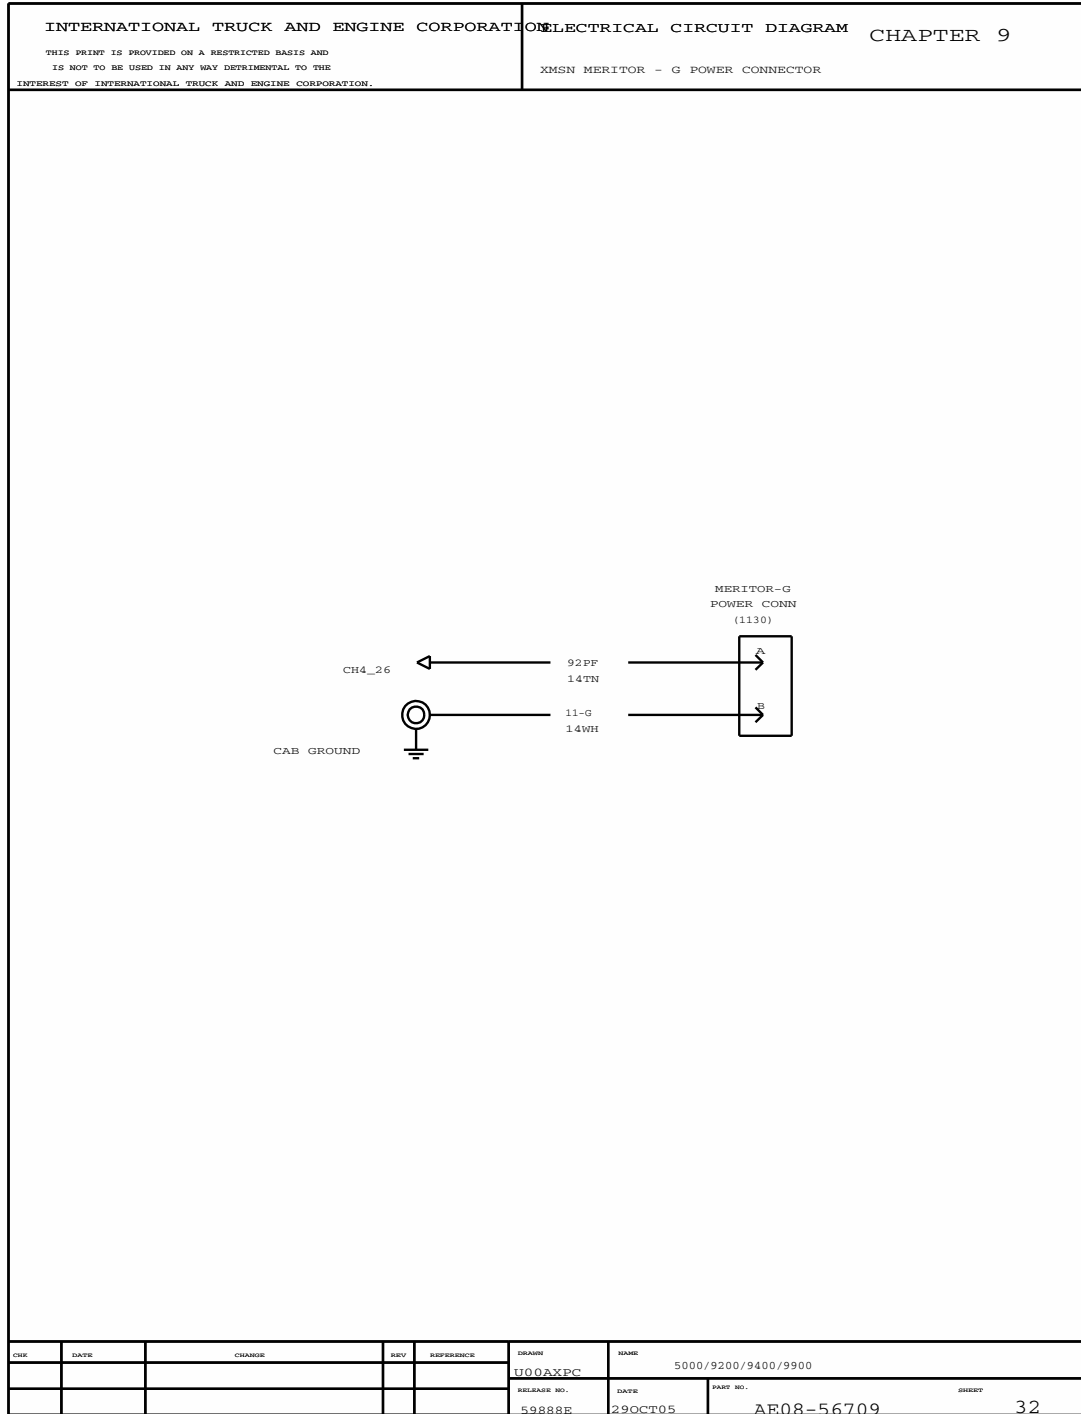 INTERNATIONAL TRUCK AND ENGINE CORPORATION
THIS PRINT IS PROVIDED ON A RESTRICTED BASIS AND
IS NOT TO BE USED IN ANY WAY DETRIMENTAL TO THE
INTEREST OF INTERNATIONAL TRUCK AND ENGINE CORPORATION.
ELECTRICAL CIRCUIT DIAGRAM
CHAPTER 9
XMSN MERITOR - G POWER CONNECTOR
MERITOR-G
POWER CONN
(1130)
A
CH4_26
92PF
14TN
B
11-G
14WH
CAB GROUND
CHK
DATE
CHANGE
REV
REFERENCE
DRAWN
U00AXPC
NAME
5000/9200/9400/9900
RELEASE NO.
59888E
DATE
29OCT05
PART NO.
AE08-56709
SHEET
32